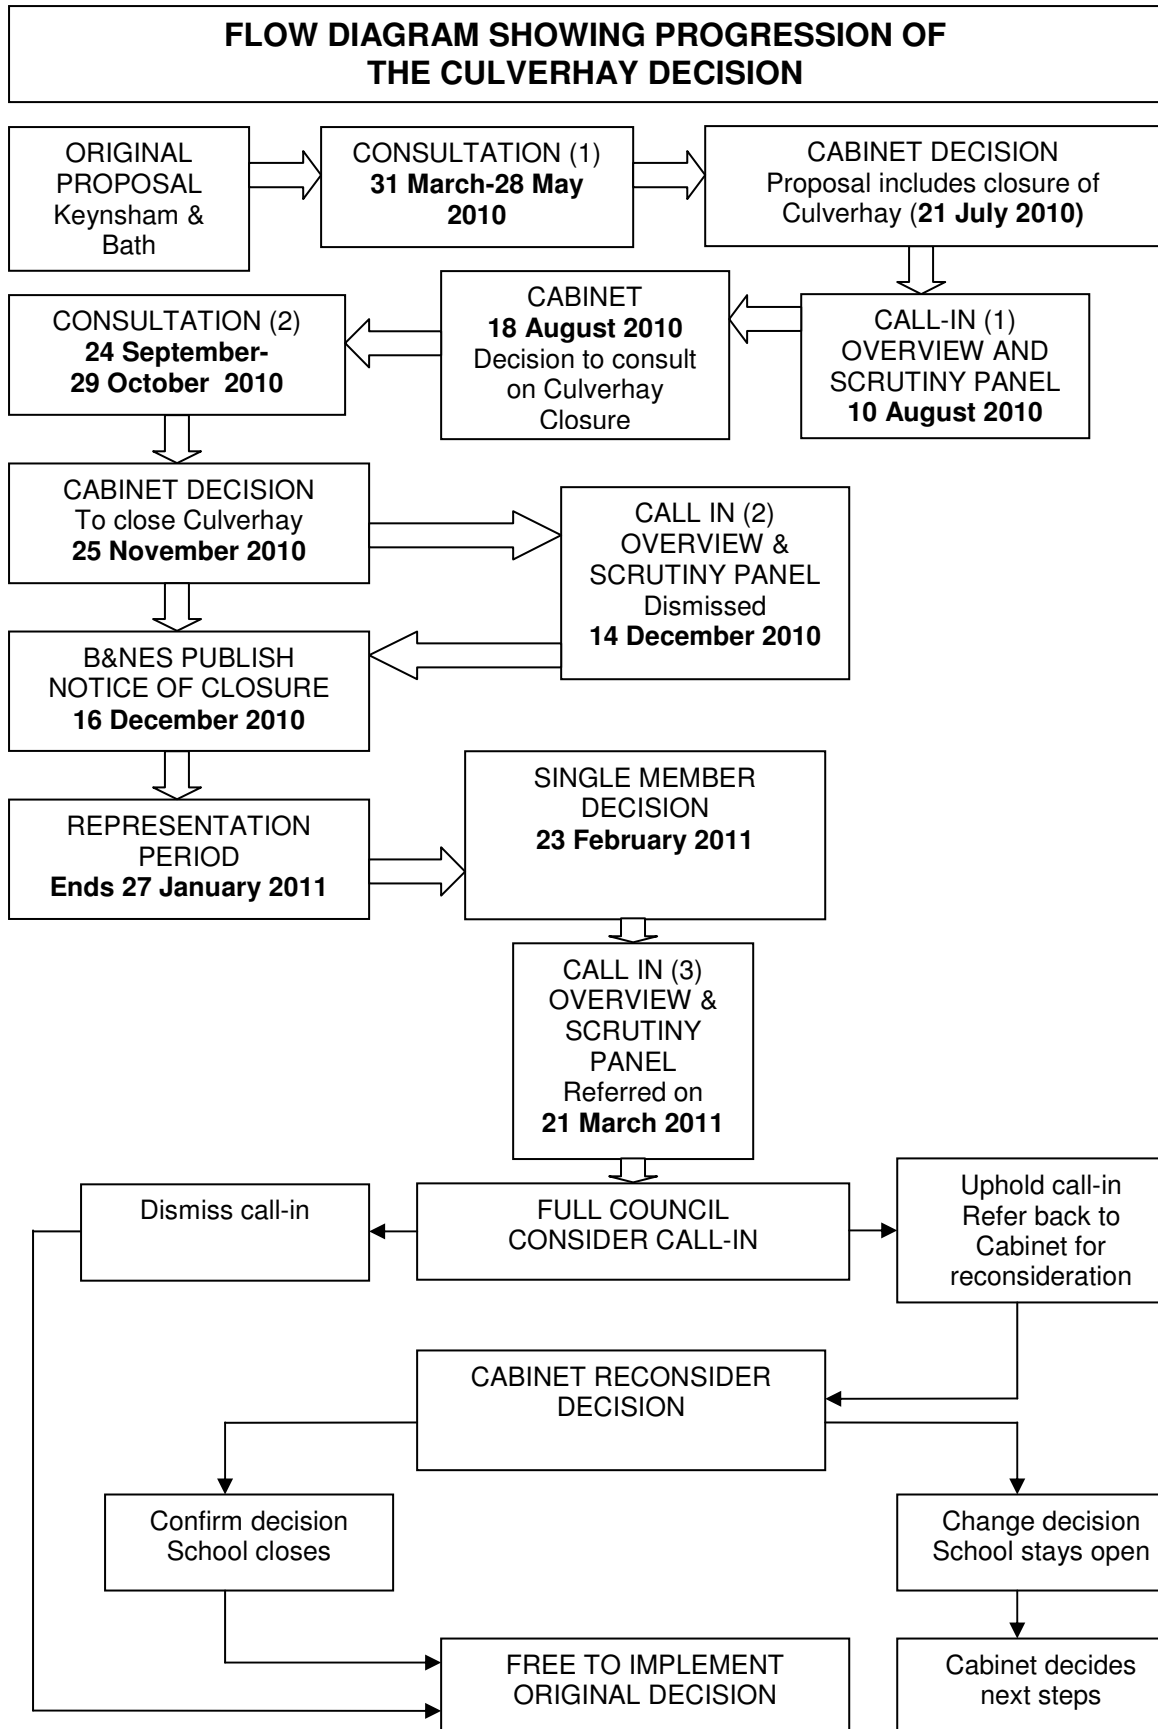 FLOW DIAGRAM SHOWING PROGRESSION OF
THE CULVERHAY DECISION
ORIGINAL
PROPOSAL
Keynsham &
Bath
CONSULTATION (1)
31 March-28 May
2010
CABINET DECISION
Proposal includes closure of
Culverhay (21 July 2010)
CALL-IN (1)
OVERVIEW AND
SCRUTINY PANEL
10 August 2010
CABINET
18 August 2010
Decision to consult
on Culverhay
Closure
CONSULTATION (2)
24 September-
29 October 2010
CABINET DECISION
To close Culverhay
25 November 2010
CALL IN (2)
OVERVIEW &
SCRUTINY PANEL
Dismissed
14 December 2010
B&NES PUBLISH
NOTICE OF CLOSURE
16 December 2010
REPRESENTATION
PERIOD
Ends 27 January 2011
SINGLE MEMBER
DECISION
23 February 2011
CALL IN (3)
OVERVIEW &
SCRUTINY
PANEL
Referred on
21 March 2011
FULL COUNCIL
CONSIDER CALL-IN
Dismiss call-in
Uphold call-in
Refer back to
Cabinet for
reconsideration
CABINET RECONSIDER
DECISION
Confirm decision
School closes
Change decision
School stays open
FREE TO IMPLEMENT
ORIGINAL DECISION
Cabinet decides
next steps